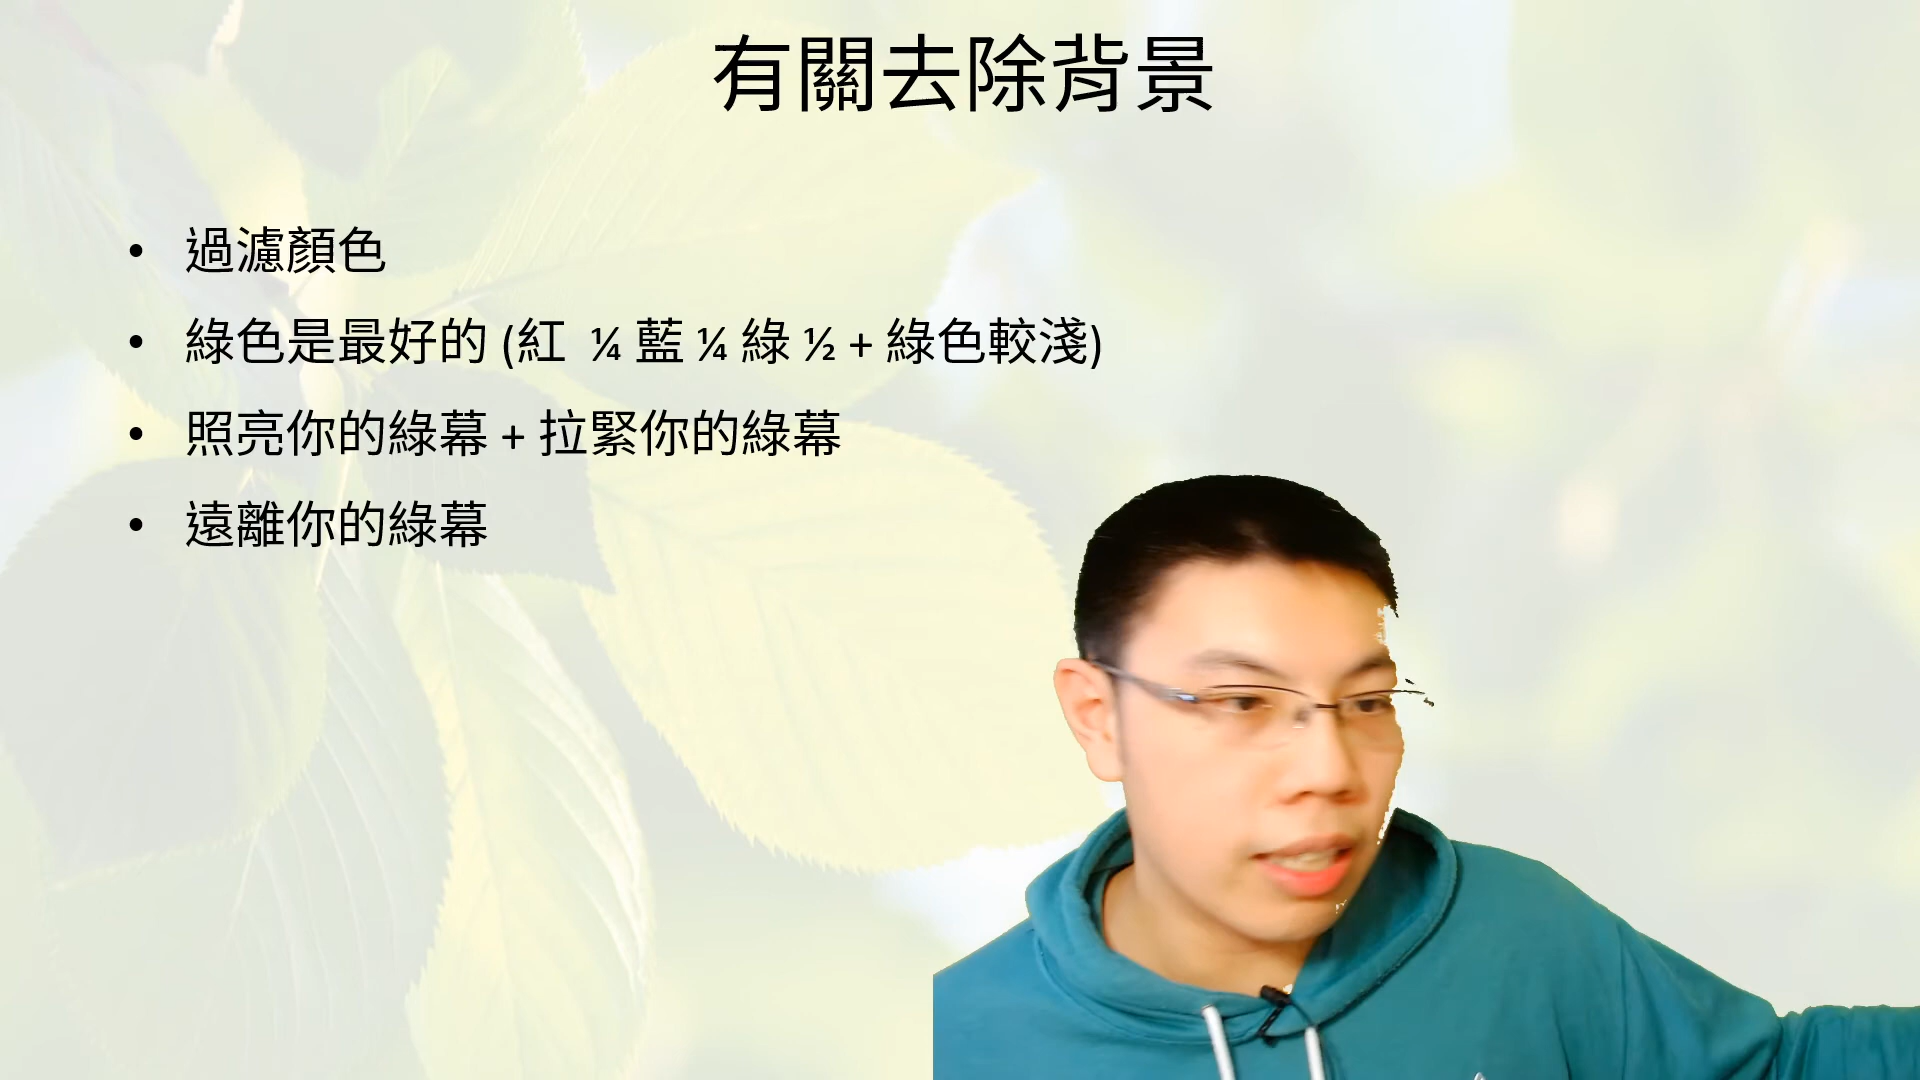 有關去除背景
• 過濾顏色
• 綠色是最好的 (紅 ¼ 藍 ¼ 綠 ½ + 綠色較淺)
• 照亮你的綠幕 + 拉緊你的綠幕
• 遠離你的綠幕